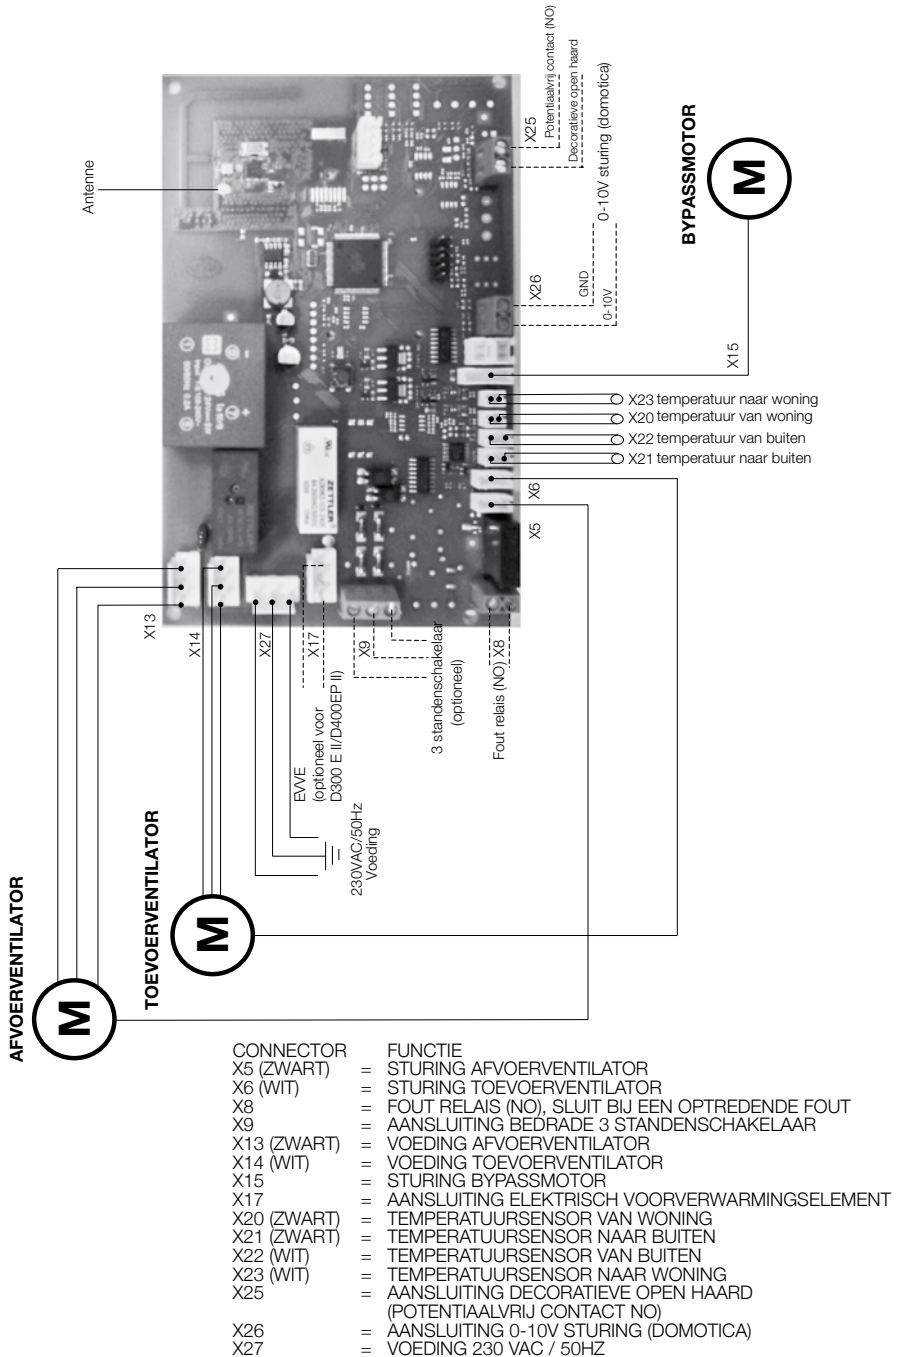 Antenne
X25
Potentiaalvrij contact (NO)
Decoratieve open haard
X26
GND
0-10V
0-10V sturing (domotica)
BYPASSMOTOR
M
X15
X23 temperatuur naar woning
X20 temperatuur van woning
X22 temperatuur van buiten
X21 temperatuur naar buiten
X6
X5
ZETTLER
X13
X14
X27
X17
X9
X8
EVVE
(optioneel voor
D300 E II/D400EP II)
3 standenschakelaar
(optioneel)
Fout relais (NO)
230VAC/50Hz
Voeding
TOEVOERVENTILATOR
M
AFVOERVENTILATOR
M
CONNECTOR FUNCTIE
X5 (ZWART) = STURING AFVOERVENTILATOR
X6 (WIT) = STURING TOEVOERVENTILATOR
X8 = FOUT RELAIS (NO), SLUIT BIJ EEN OPTREDENDE FOUT
X9 = AANSLUITING BEDRADE 3 STANDENSCHAKELAAR
X13 (ZWART) = VOEDING AFVOERVENTILATOR
X14 (WIT) = VOEDING TOEVOERVENTILATOR
X15 = STURING BYPASSMOTOR
X17 = AANSLUITING ELEKTRISCH VOORVERWARMINGSELEMENT
X20 (ZWART) = TEMPERATUURSENSOR VAN WONING
X21 (ZWART) = TEMPERATUURSENSOR NAAR BUITEN
X22 (WIT) = TEMPERATUURSENSOR VAN BUITEN
X23 (WIT) = TEMPERATUURSENSOR NAAR WONING
X25 = AANSLUITING DECORATIEVE OPEN HAARD
(POTENTIAALVRIJ CONTACT NO)
X26 = AANSLUITING 0-10V STURING (DOMOTICA)
X27 = VOEDING 230 VAC / 50HZ